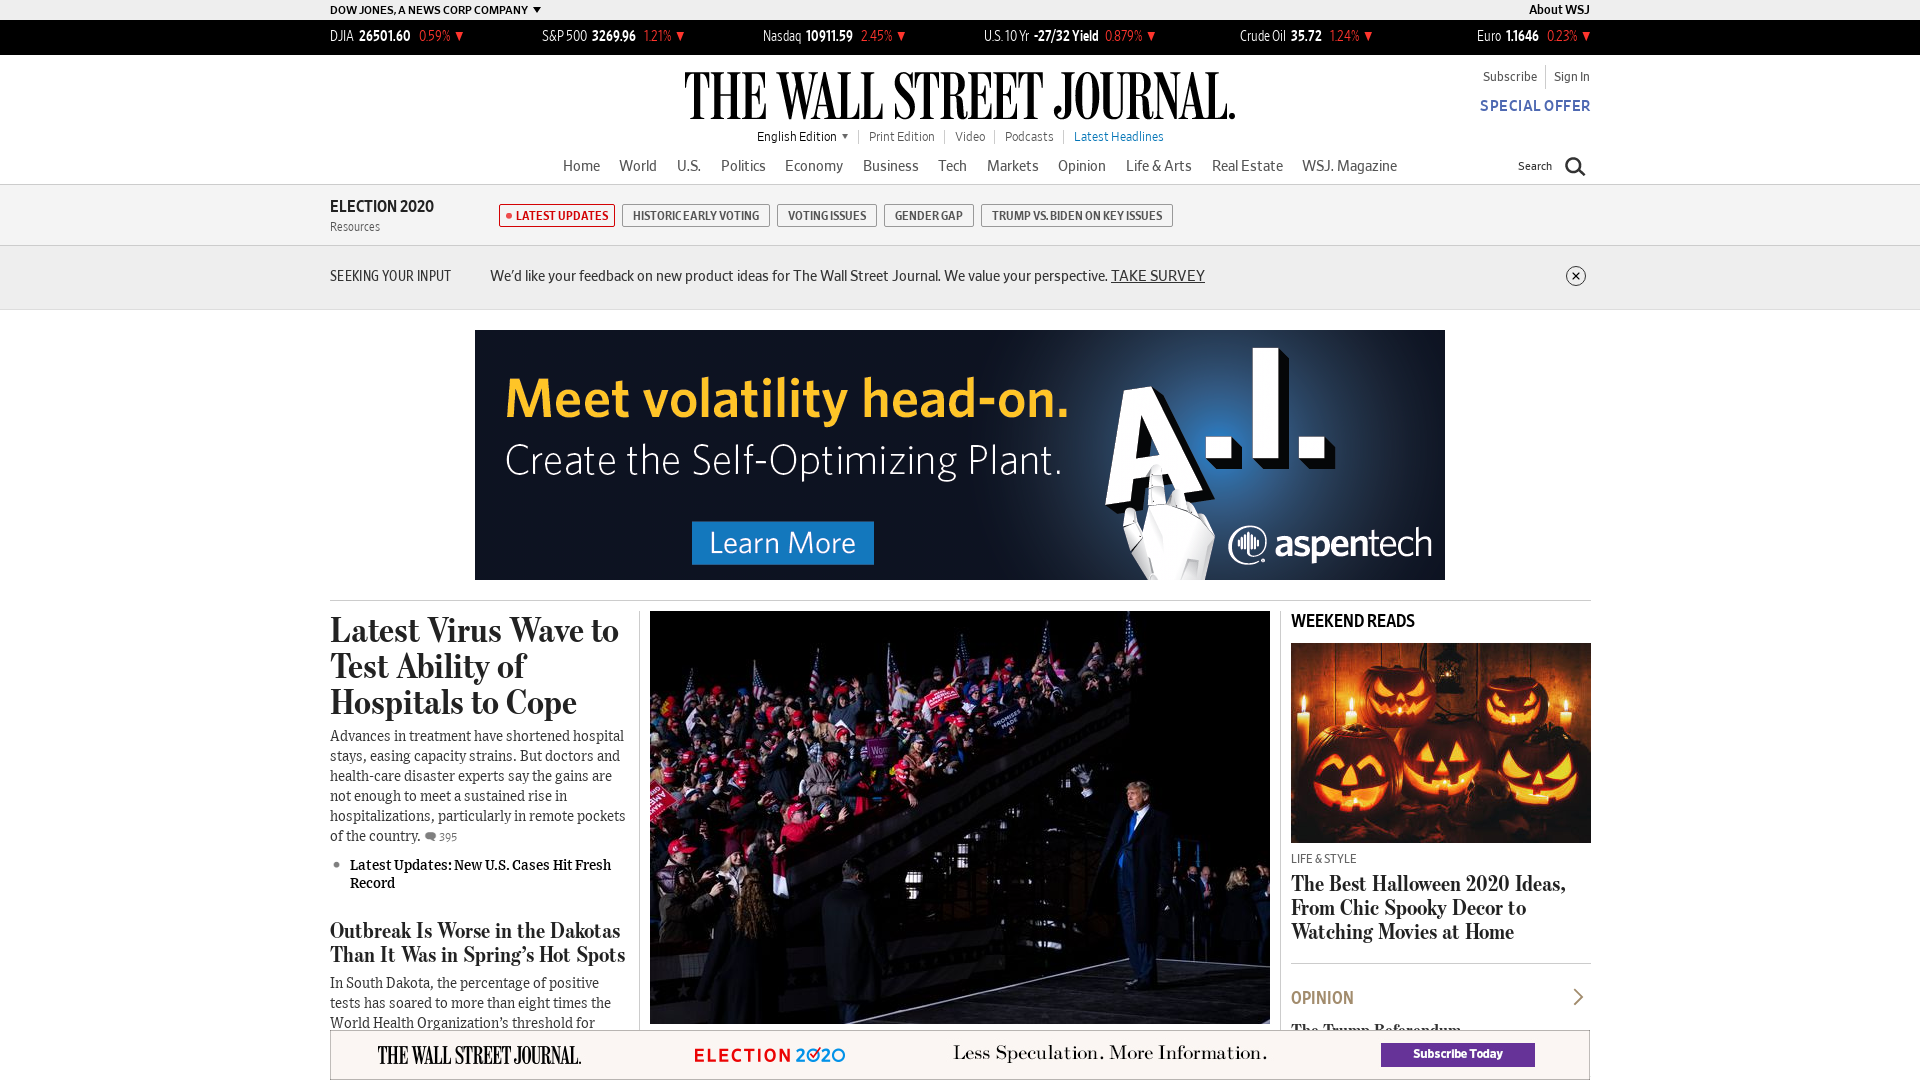 DOW JONES, A NEWS CORP COMPANY
About WSJ
DJIA 26501.60 0.59%
S&P 500 3269.96 1.21%
Nasdaq 10911.59 2.45%
U.S. 10 Yr -27/32 Yield 0.879%
Crude Oil 35.72 1.24%
Euro 1.1646 0.23%
THE WALL STREET JOURNAL.
Subscribe
Sign In
SPECIAL OFFER
English Edition
Print Edition
Video
Podcasts
Latest Headlines
Home
World
U.S.
Politics
Economy
Business
Tech
Markets
Opinion
Life & Arts
Real Estate
WSJ. Magazine
Search
ELECTION 2020
Resources
LATEST UPDATES
HISTORIC EARLY VOTING
VOTING ISSUES
GENDER GAP
TRUMP VS. BIDEN ON KEY ISSUES
SEEKING YOUR INPUT
We’d like your feedback on new product ideas for The Wall Street Journal. We value your perspective. TAKE SURVEY
Meet volatility head-on.
Create the Self-Optimizing Plant.
Learn More
A.I.
aspentech
Latest Virus Wave to
Test Ability of
Hospitals to Cope
Advances in treatment have shortened hospital
stays, easing capacity strains. But doctors and
health-care disaster experts say the gains are
not enough to meet a sustained rise in
hospitalizations, particularly in remote pockets
of the country. 395
Latest Updates: New U.S. Cases Hit Fresh
Record
Outbreak Is Worse in the Dakotas
Than It Was in Spring’s Hot Spots
In South Dakota, the percentage of positive
tests has soared to more than eight times the
World Health Organization’s threshold for
PROMISES
MADE
WEEKEND READS
LIFE & STYLE
The Best Halloween 2020 Ideas,
From Chic Spooky Decor to
Watching Movies at Home
OPINION
The Trump Referendum
THE WALL STREET JOURNAL.
ELECTION 2020
Less Speculation. More Information.
Subscribe Today